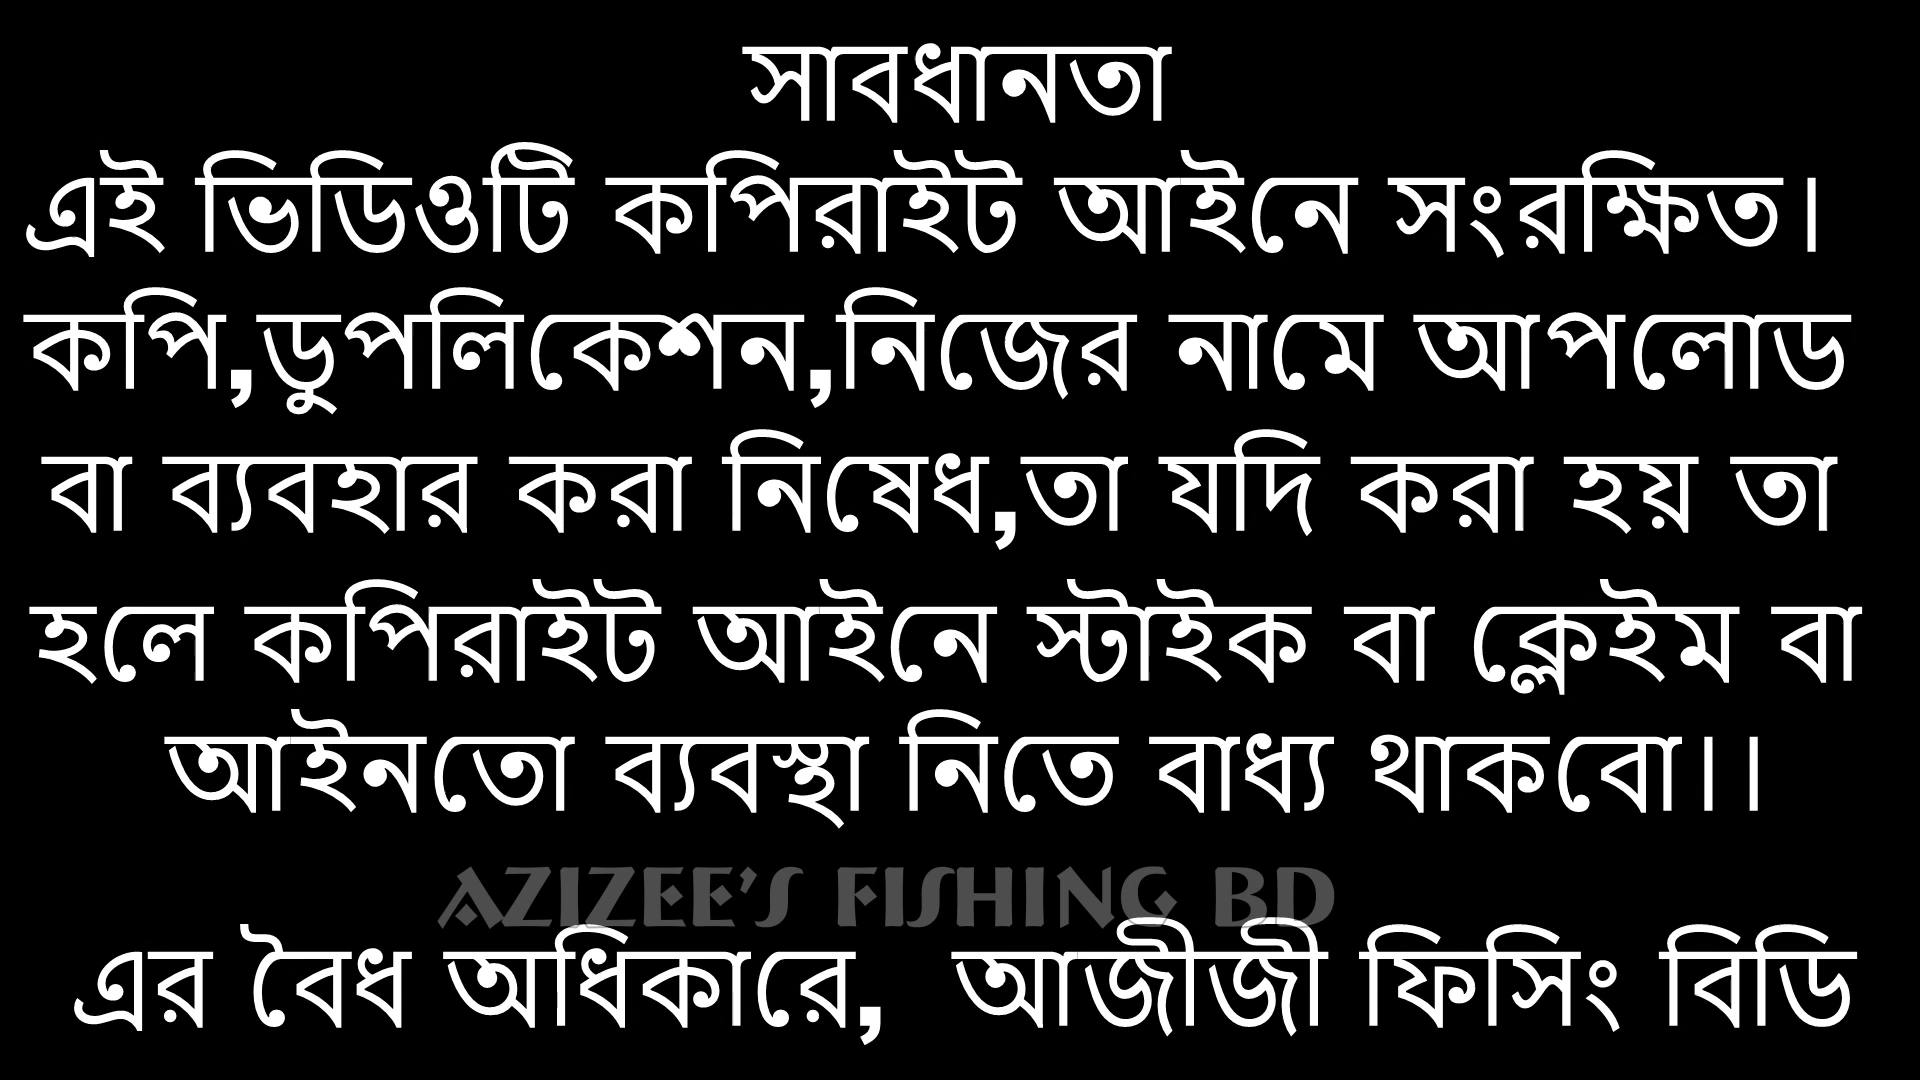 সাবধানতা
এই ভিডিওটি কপিরাইট আইনে সংরক্ষিত।
কপি,ডুপলিকেশন,নিজের নামে আপলোড
বা ব্যবহার করা নিষেধ,তা যদি করা হয় তা
হলে কপিরাইট আইনে স্টাইক বা ক্লেইম বা
আইনতো ব্যবস্থা নিতে বাধ্য থাকবো।।
AZIZEE'S FISHING BD
এর বৈধ অধিকারে, আজীজী ফিসিং বিডি